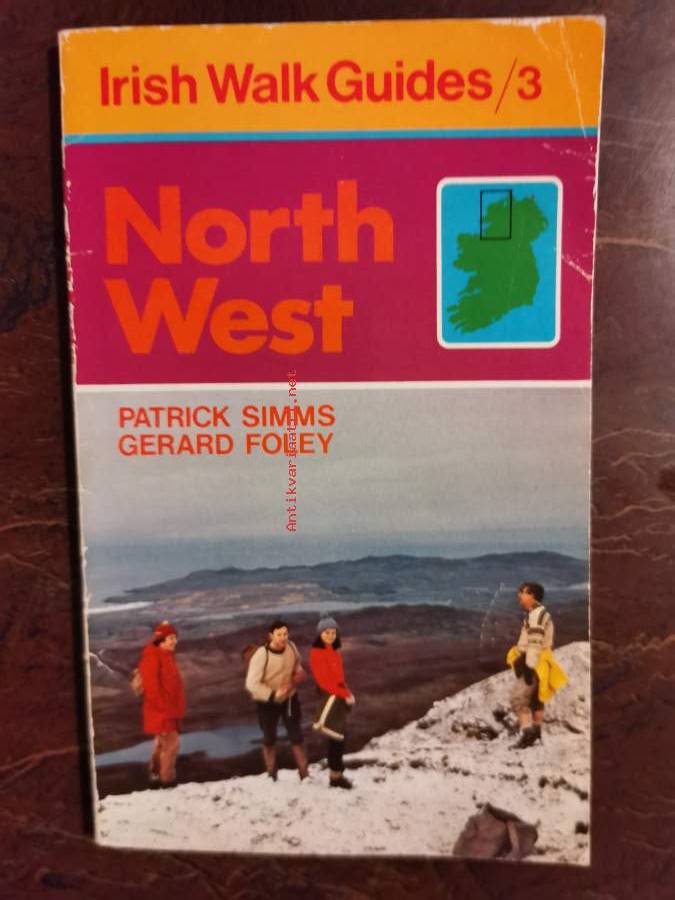 Irish Walk Guides/3
North
West
PATRICK SIMMS
GERARD FOLEY
Antikvariaatti.net